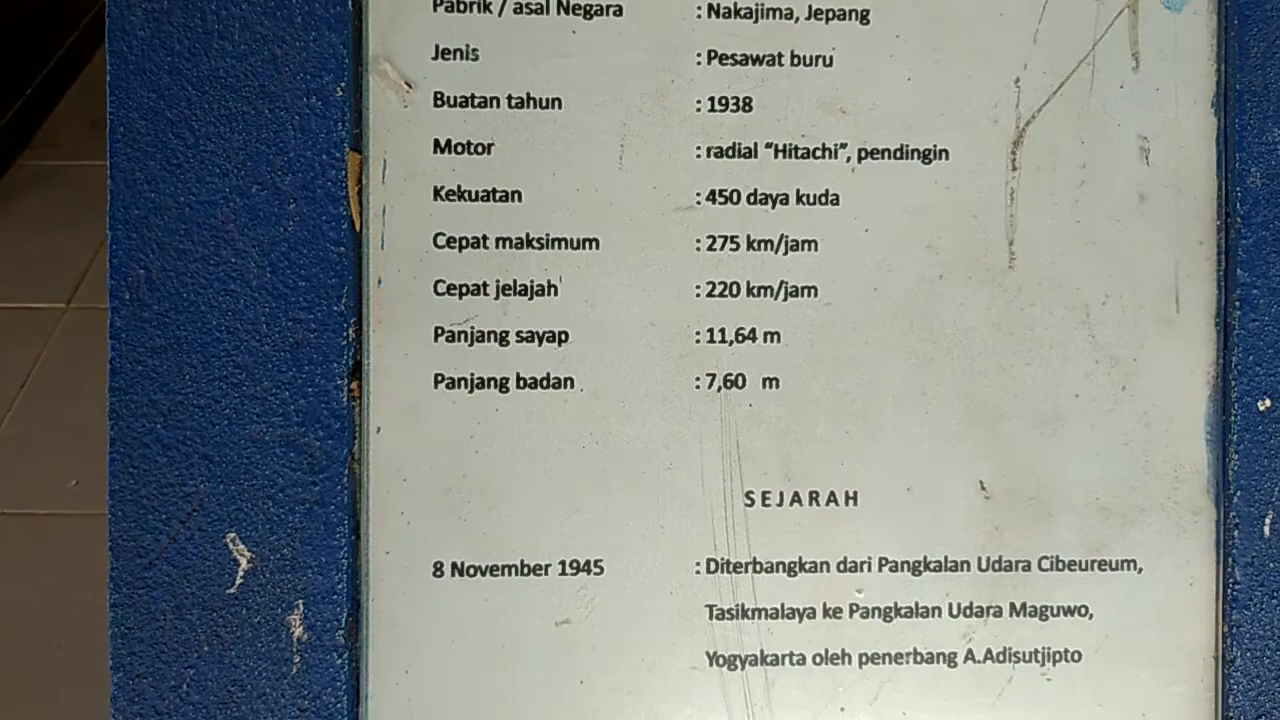 Pabrik / asal Negara : Nakajima, Jepang
Jenis : Pesawat buru
Buatan tahun : 1938
Motor : radial “Hitachi”, pendingin
Kekuatan : 450 daya kuda
Cepat maksimum : 275 km/jam
Cepat jelajah : 220 km/jam
Panjang sayap : 11,64 m
Panjang badan : 7,60 m
SEJARAH
8 November 1945 : Diterbangkan dari Pangkalan Udara Cibeureum,
Tasikmalaya ke Pangkalan Udara Maguwo,
Yogyakarta oleh penerbang A.Adisutjipto